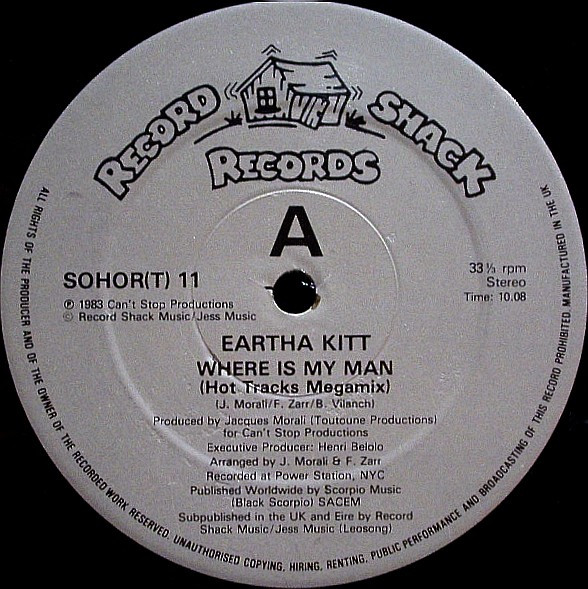 RECORD SHACK
RECORDS
A
SOHOR(T) 11
℗ 1983 Can't Stop Productions
© Record Shack Music/Jess Music
33⅓ rpm
Stereo
Time: 10.08
EARTHA KITT
WHERE IS MY MAN
(Hot Tracks Megamix)
(J. Morali/F. Zarr/B. Vilanch)
Produced by Jacques Morali (Toutoune Productions)
for Can't Stop Productions
Executive Producer: Henri Belolo
Arranged by J. Morali & F. Zarr
Recorded at Power Station, NYC
Published Worldwide by Scorpio Music
(Black Scorpio) SACEM
Subpublished in the UK and Eire by Record
Shack Music/Jess Music (Leosong)
ALL RIGHTS OF THE PRODUCER AND OF THE OWNER OF THE RECORDED WORK RESERVED. UNAUTHORISED COPYING, HIRING, RENTING, PUBLIC PERFORMANCE AND BROADCASTING OF THIS RECORD PROHIBITED. MANUFACTURED IN THE UK